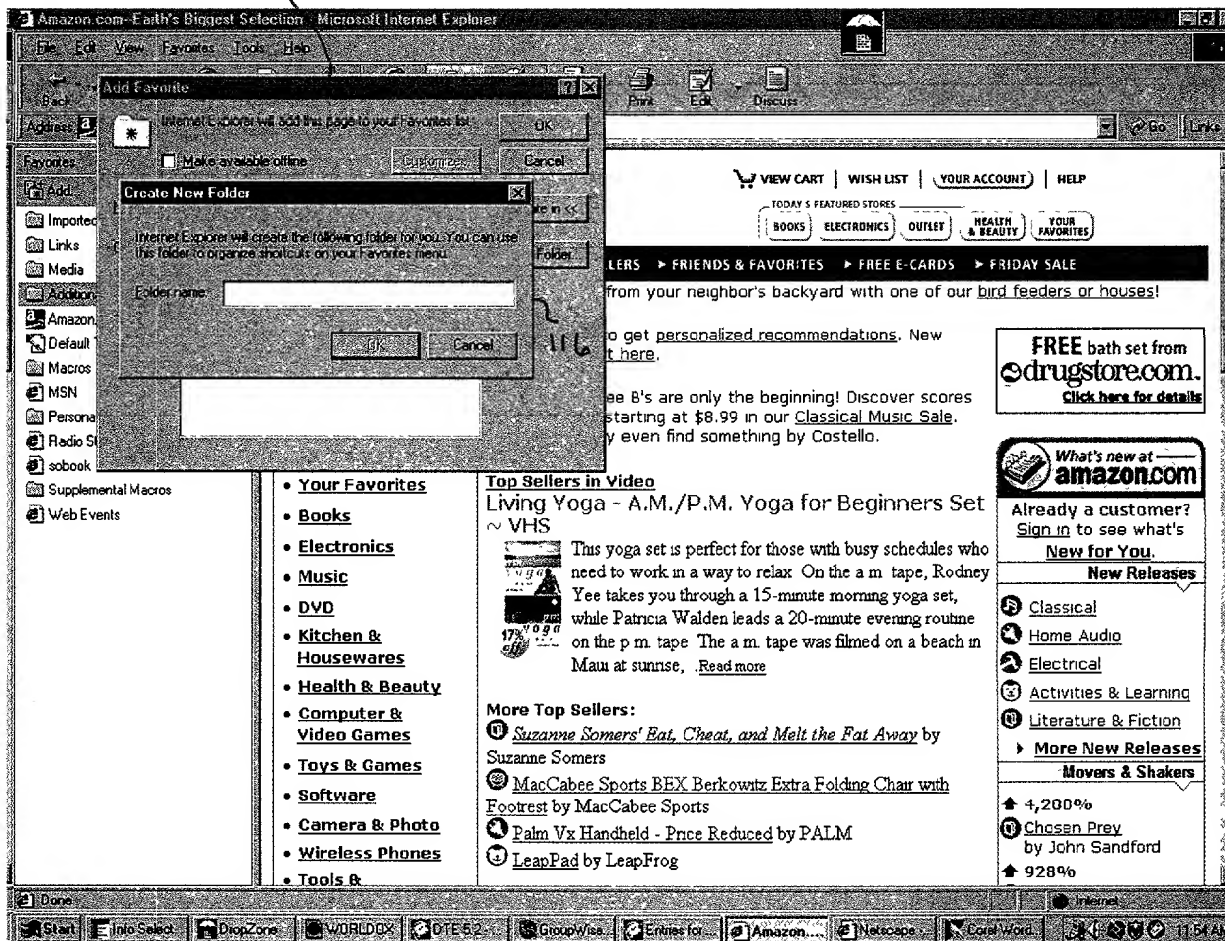 Amazon.com--Earth's Biggest Selection - Microsoft Internet Explorer
File Edit View Favorites Tools Help
Back Print Edit Discuss
Address Go Links
Add Favorite
Internet Explorer will add this page to your Favorites list
OK
Make available offline
Customize...
Cancel
Create New Folder
Internet Explorer will create the following folder for you. You can use
this folder to organize shortcuts on your Favorites menu.
Folder name:
OK
Cancel
116
Folder
Favorites
Add
Imported
Links
Media
Addition
Amazon
Default
Macros
MSN
Persona
Radio
sobook
Supplemental Macros
Web Events
VIEW CART | WISH LIST | YOUR ACCOUNT | HELP
TODAY'S FEATURED STORES
BOOKS ELECTRONICS OUTLET HEALTH & BEAUTY YOUR FAVORITES
LERS ► FRIENDS & FAVORITES ► FREE E-CARDS ► FRIDAY SALE
from your neighbor's backyard with one of our bird feeders or houses!
o get personalized recommendations. New
t here.
ee B's are only the beginning! Discover scores
starting at $8.99 in our Classical Music Sale.
y even find something by Costello.
FREE bath set from
drugstore.com.
Click here for details
What's new at
amazon.com
Already a customer?
Sign in to see what's
New for You.
New Releases
Classical
Home Audio
Electrical
Activities & Learning
Literature & Fiction
More New Releases
Movers & Shakers
4,200%
Chosen Prey
by John Sandford
928%
• Your Favorites
• Books
• Electronics
• Music
• DVD
• Kitchen &
Housewares
• Health & Beauty
• Computer &
Video Games
• Toys & Games
• Software
• Camera & Photo
• Wireless Phones
• Tools &
Top Sellers in Video
Living Yoga - A.M./P.M. Yoga for Beginners Set
~ VHS
yoga
yoga
17% off
This yoga set is perfect for those with busy schedules who
need to work in a way to relax On the a m tape, Rodney
Yee takes you through a 15-minute morning yoga set,
while Patricia Walden leads a 20-minute evening routine
on the p m. tape The a m. tape was filmed on a beach in
Maui at sunrise, .Read more
More Top Sellers:
Suzanne Somers' Eat, Cheat, and Melt the Fat Away by
Suzanne Somers
MacCabee Sports BEX Berkowitz Extra Folding Chair with
Footrest by MacCabee Sports
Palm Vx Handheld - Price Reduced by PALM
LeapPad by LeapFrog
Done Internet
Start Info Select DropZone WORLDOX DTE 5.2 GroupWise... Entries for ... Amazon.... Netscape - Corel Word... 11:54 AM